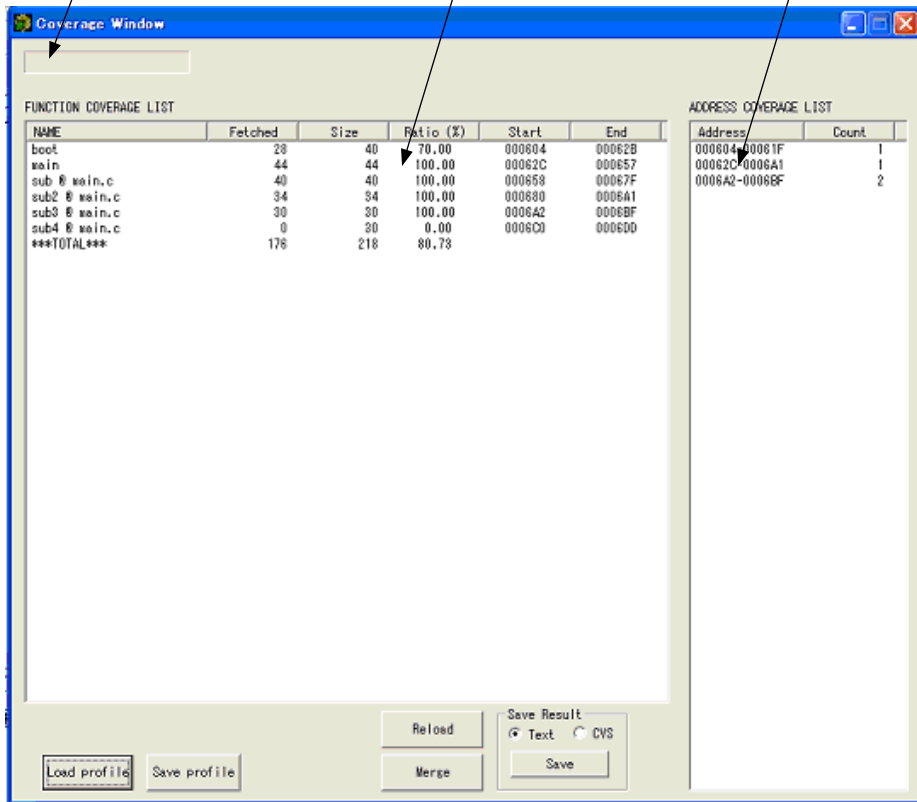 Coverage Window
FUNCTION COVERAGE LIST
NAME Fetched Size Ratio (%) Start End
boot 28 40 70.00 000604 00062B
main 44 44 100.00 00062C 000657
sub @ main.c 40 40 100.00 000658 00067F
sub2 @ main.c 34 34 100.00 000680 0006A1
sub3 @ main.c 30 30 100.00 0006A2 0006BF
sub4 @ main.c 0 30 0.00 0006C0 0006DD
***TOTAL*** 176 218 80.73
ADDRESS COVERAGE LIST
Address Count
000604-00061F 1
00062C-0006A1 1
0006A2-0006BF 2
Load profile
Save profile
Reload
Merge
Save Result
Text CVS
Save